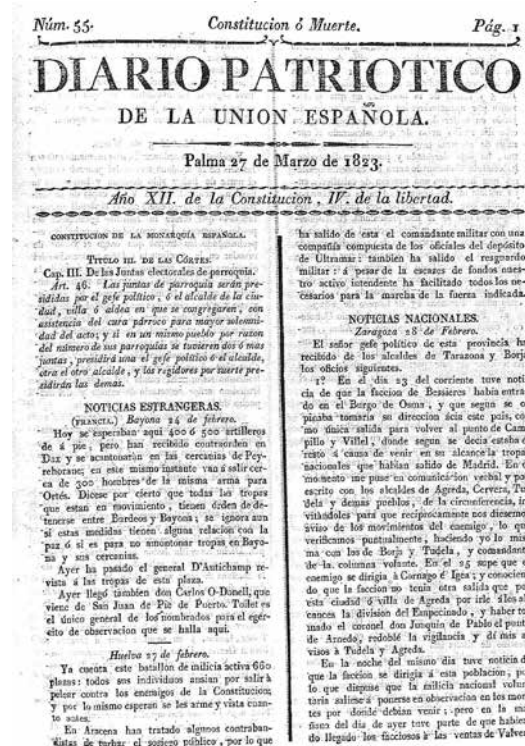 Núm. 55.
Constitucion ó Muerte.
Pág. 1
DIARIO PATRIOTICO
DE LA UNION ESPAÑOLA.
Palma 27 de Marzo de 1823.
Año XII. de la Constitucion, IV. de la libertad.
CONSTITUCION DE LA MONARQUÍA ESPAÑOLA.
TITULO III. DE LAS CÓRTES.
Cap. III. De las Juntas electorales de parroquia.
Art. 46. Las juntas de parroquia serán pre-
sididas por el gefe político, ó el alcalde de la ciu-
dad, villa ó aldea en que se congregaren, con
asistencia del cura párroco para mayor solemni-
dad del acto; y si en un mismo pueblo por razon
del número de sus parroquias se tuvieren dos ó mas
juntas, presidirá una el gefe político ó el alcalde,
otra el otro alcalde, y los regidores por suerte pre-
sidirán las demas.
NOTICIAS ESTRANGERAS.
(FRANCIA.) Bayona 24 de febrero.
Hoy se esperaban aquí 400 ó 500 artilleros
de á pie, pero han recibido contraorden en
Daz y se acantonarán en las cercanías de Pey-
rehorane; en este mismo instante van á salir cer-
ca de 300 hombres de la misma arma para
Ortés. Dicese por cierto que todas las tropas
que estan en movimiento, tienen órden de de-
tenerse entre Bordeos y Bayona; se ignora aun
si estas medidas tienen alguna relacion con la
paz ó si es para no amontonar tropas en Bayo-
na y sus cercanías.
Ayer ha pasado el general D'Autichamp re-
vista á las tropas de esta plaza.
Ayer llegó tambien don Carlos O-Donell, que
viene de San Juan de Pie de Puerto. Toilet es
el único general de los nombrados para el egér-
cito de observacion que se halla aquí.
Huelva 27 de febrero.
Ya cuenta este batallon de milicia activa 660
plazas: todos sus individuos ansian por salir á
pelear contra los enemigos de la Constitucion;
y por lo mismo esperan se les arme y vista cuan-
to antes.
En Aracena han tratado algunos contraban-
distas de turbar el sosiego público, por lo que
ha salido de esta el comandante militar con una
compañía compuesta de los oficiales del depósito
de Ultramar: tambien ha salido el resguardo
militar: á pesar de la escases de fondos nues-
tro activo intendente ha facilitado todos los ne-
cesarios para la marcha de la fuerza indicada.
NOTICIAS NACIONALES.
Zaragoza 28 de Febrero.
El señor gefe político de esta provincia ha
recibido de los alcaldes de Tarazona y Borja
los oficios siguientes.
1º En el dia 23 del corriente tuve noti-
cia de que la faccion de Bessieres habia entra-
do en el Burgo de Osma, y que segun se
picaba tomaria su direccion ácia este pais, co-
mo única salida para volver al punto de Cam-
pillo y Villel, donde segun se decia estaba
resto á causa de venir en su alcance la tropa
nacionales que habian salido de Madrid. En
momento me puse en comunicacion verbal y por
escrito con los alcaldes de Agreda, Cervera, Tu-
dela y demas pueblos, de la circunferencia, in-
vitándoles para que recíprocamente nos diesemos
aviso de los movimientos del enemigo, lo que
verificamos puntualmente, haciendo yo lo mis-
ma con los de Borja y Tudela, y comandante
de la columna volante. En el 25 supe que
enemigo se dirigia á Cornago é Igea; y conocien-
do que la faccion no tenia otra salida que por
esta ciudad ó villa de Agreda por irle á los al-
cances la division del Empecinado, y haber to-
mado el coronel don Joaquin de Pablo el punto
de Arnedo, redoblé la vigilancia y dí mis a-
visos á Tudela y Agreda.
En la noche del mismo dia tuve noticia de
que la faccion se dirigia á esta poblacion, por
lo que dispuse que la milicia nacional volun-
taria saliese á ponerse en observacion en los mon-
tes por donde debian venir: pero en la ma-
ñana del dia de ayer tuve parte de que habien-
do llegado los facciosos á las ventas de Valver-